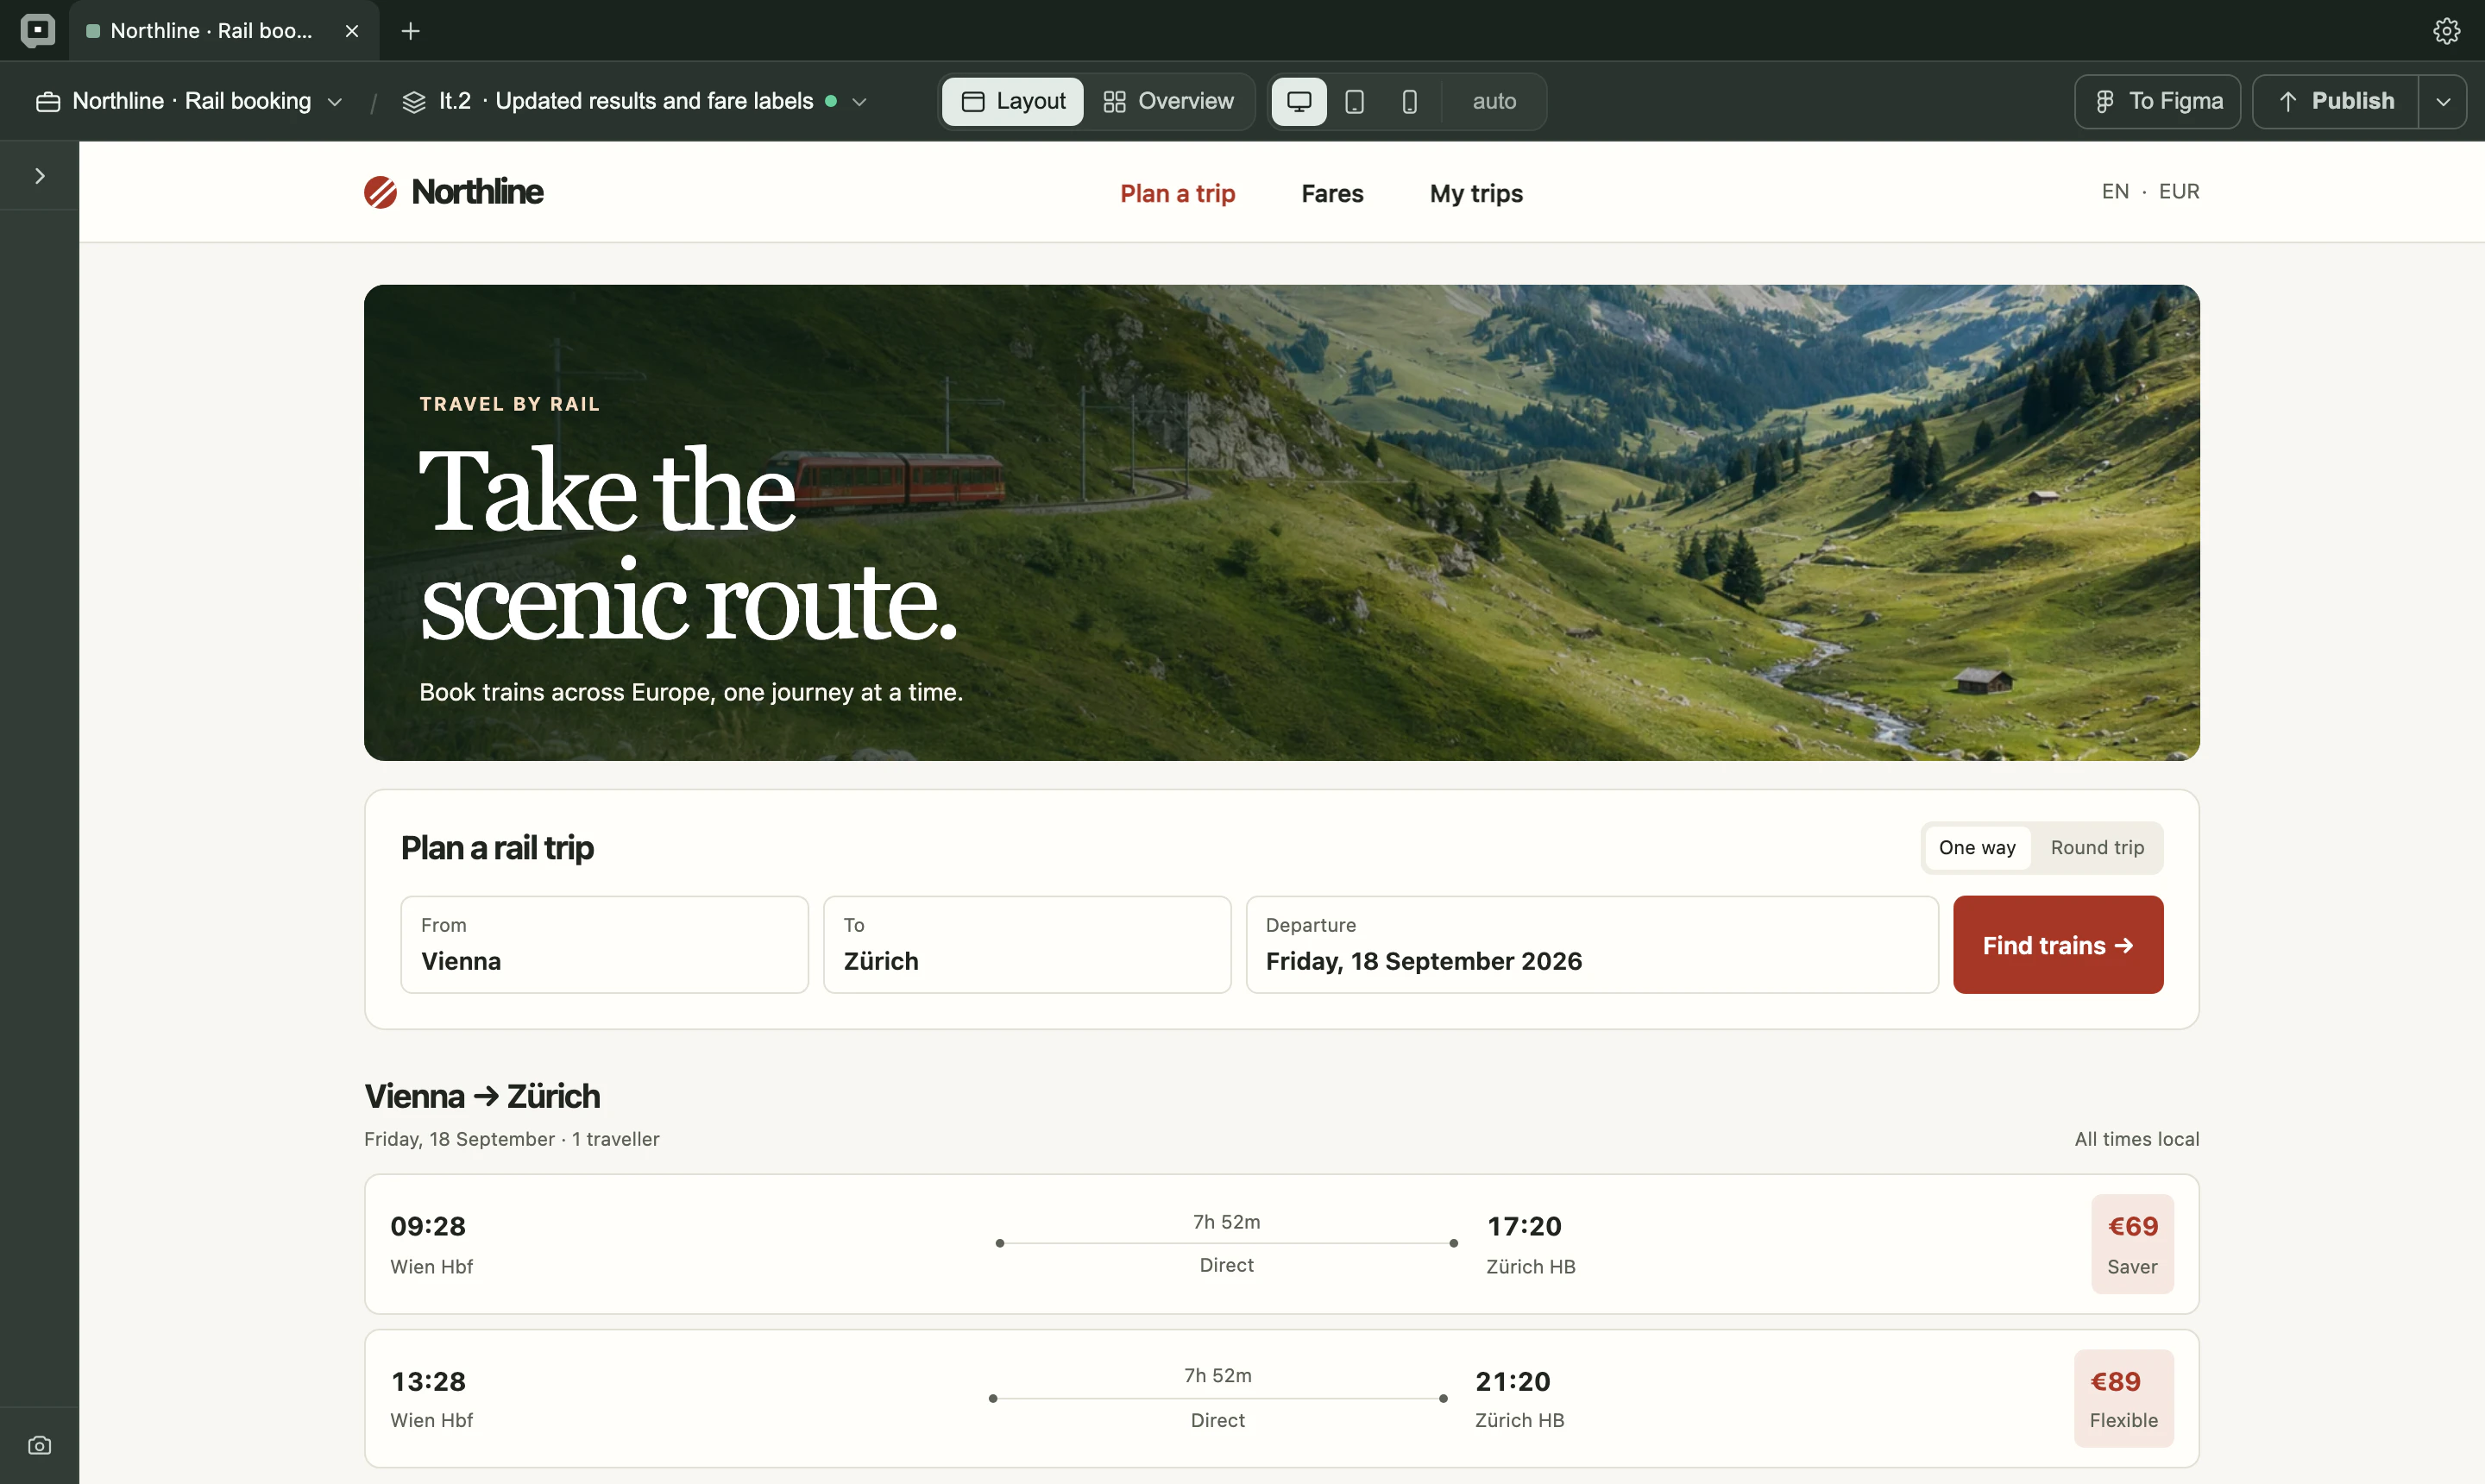 Northline · Rail boo...
Northline · Rail booking / It.2 · Updated results and fare labels
Layout
Overview
auto
To Figma
Publish
Northline
Plan a trip
Fares
My trips
EN · EUR
TRAVEL BY RAIL
Take the
scenic route.
Book trains across Europe, one journey at a time.
Plan a rail trip
One way
Round trip
From
Vienna
To
Zürich
Departure
Friday, 18 September 2026
Find trains →
Vienna → Zürich
Friday, 18 September · 1 traveller
All times local
09:28
Wien Hbf
7h 52m
Direct
17:20
Zürich HB
€69
Saver
13:28
Wien Hbf
7h 52m
Direct
21:20
Zürich HB
€89
Flexible